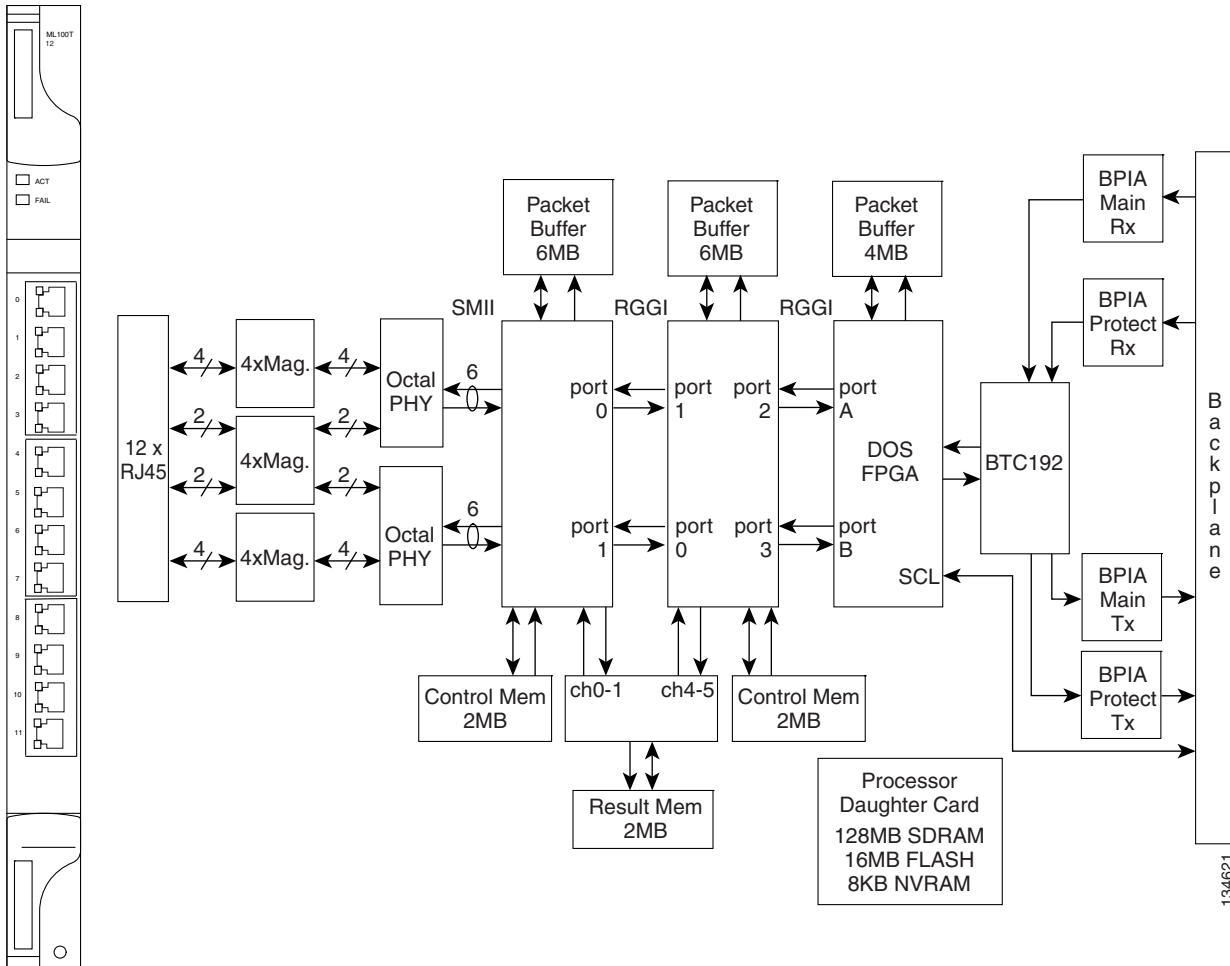 ML100T
12
ACT
FAIL
0
1
2
3
4
5
6
7
8
9
10
11
12 x
RJ45
4
2
2
4
4xMag.
4xMag.
4xMag.
4
2
2
4
Octal
PHY
Octal
PHY
6
6
SMII
Packet
Buffer
6MB
port
0
port
1
RGGI
Packet
Buffer
6MB
port
1
port
0
port
2
port
3
RGGI
Packet
Buffer
4MB
port
A
DOS
FPGA
port
B
SCL
Control Mem
2MB
ch0-1
ch4-5
Control Mem
2MB
Result Mem
2MB
Processor
Daughter Card
128MB SDRAM
16MB FLASH
8KB NVRAM
BTC192
BPIA
Main
Rx
BPIA
Protect
Rx
BPIA
Main
Tx
BPIA
Protect
Tx
Backplane
134621